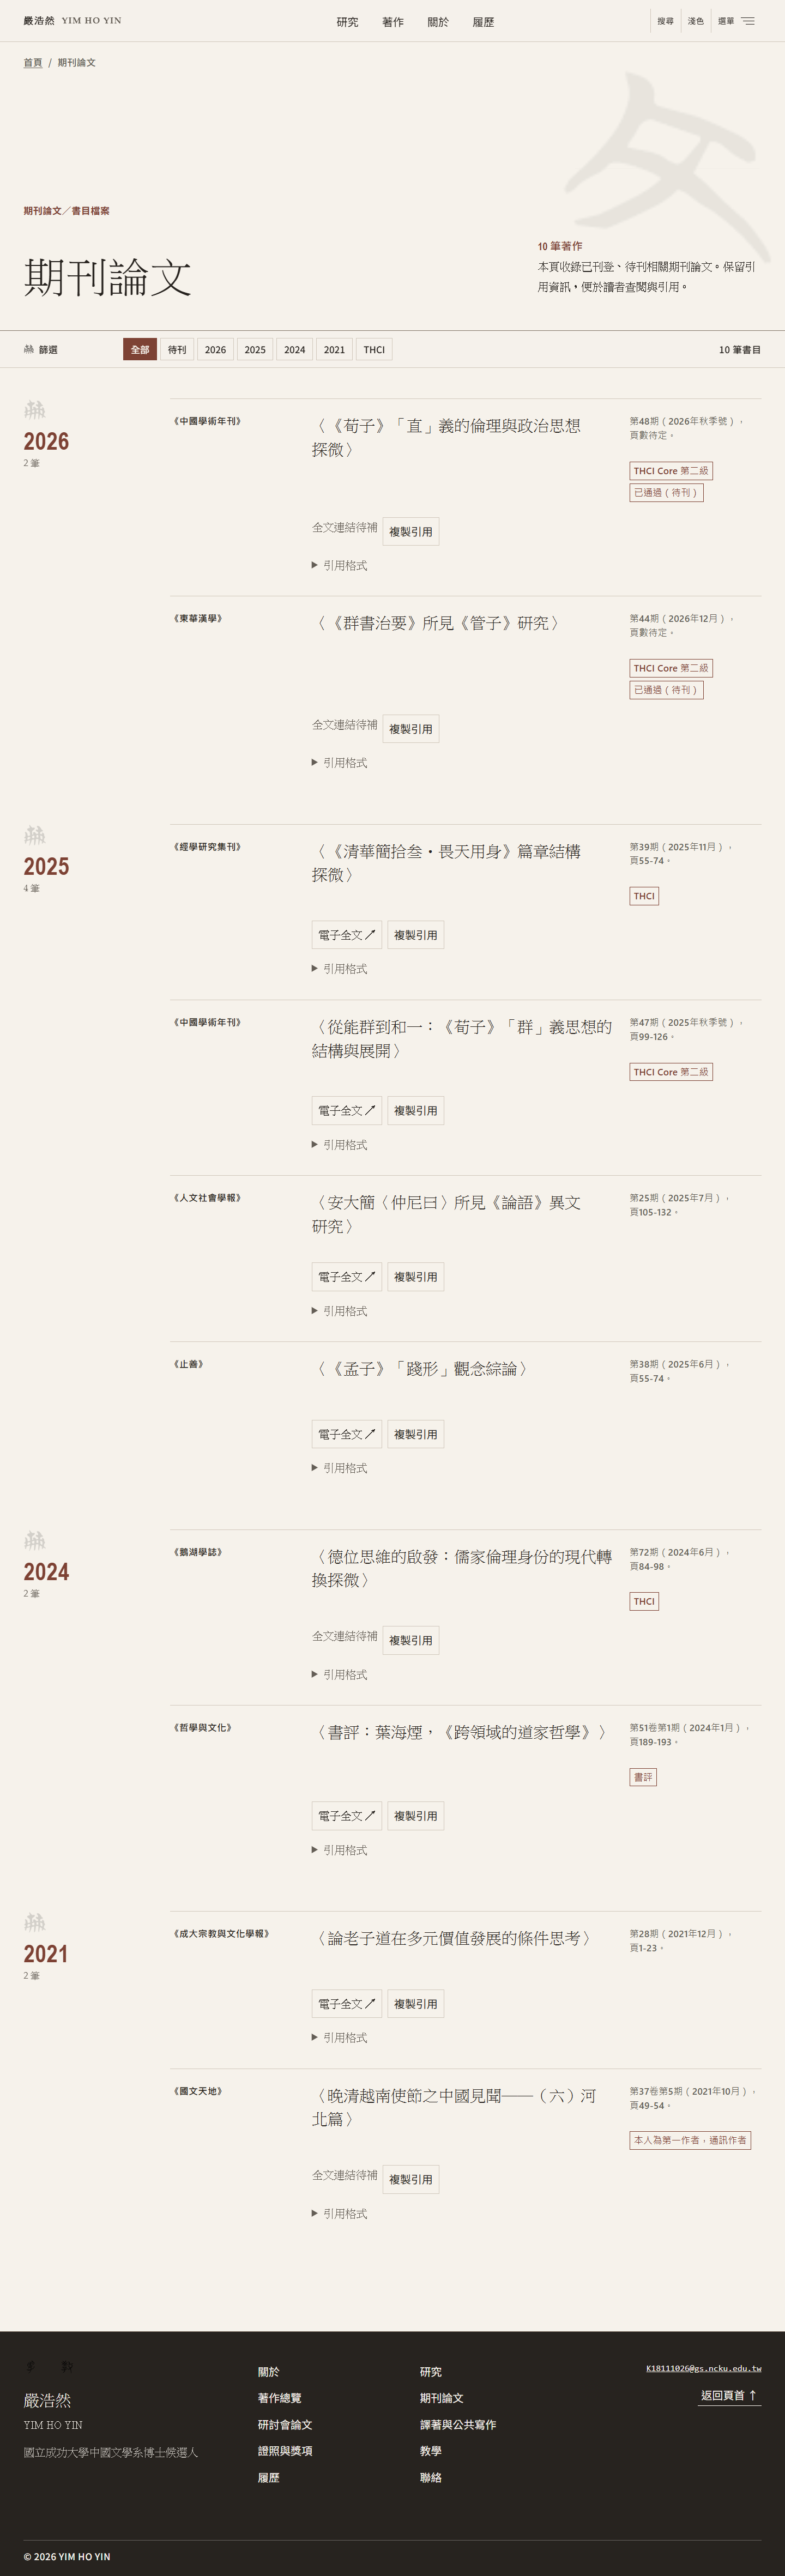 嚴浩然 YIM HO YIN
研究 著作 關於 履歷
搜尋 淺色 選單
首頁 / 期刊論文
期刊論文／書目檔案
期刊論文
10 筆著作
本頁收錄已刊登、待刊相關期刊論文。保留引
用資訊，便於讀者查閱與引用。
篩選 全部 待刊 2026 2025 2024 2021 THCI 10 筆書目
2026
2 筆
《中國學術年刊》
〈《荀子》「直」義的倫理與政治思想
探微〉
第48期（2026年秋季號），
頁數待定。
THCI Core 第二級
已通過（待刊）
全文連結待補 複製引用
▶ 引用格式
《東華漢學》
〈《群書治要》所見《管子》研究〉
第44期（2026年12月），
頁數待定。
THCI Core 第二級
已通過（待刊）
全文連結待補 複製引用
▶ 引用格式
2025
4 筆
《經學研究集刊》
〈《清華簡拾叁・畏天用身》篇章結構
探微〉
第39期（2025年11月），
頁55-74。
THCI
電子全文↗ 複製引用
▶ 引用格式
《中國學術年刊》
〈從能群到和一：《荀子》「群」義思想的
結構與展開〉
第47期（2025年秋季號），
頁99-126。
THCI Core 第二級
電子全文↗ 複製引用
▶ 引用格式
《人文社會學報》
〈安大簡〈仲尼曰〉所見《論語》異文
研究〉
第25期（2025年7月），
頁105-132。
電子全文↗ 複製引用
▶ 引用格式
《止善》
〈《孟子》「踐形」觀念綜論〉
第38期（2025年6月），
頁55-74。
電子全文↗ 複製引用
▶ 引用格式
2024
2 筆
《鵝湖學誌》
〈德位思維的啟發：儒家倫理身份的現代轉
換探微〉
第72期（2024年6月），
頁84-98。
THCI
全文連結待補 複製引用
▶ 引用格式
《哲學與文化》
〈書評：葉海煙，《跨領域的道家哲學》〉
第51卷第1期（2024年1月），
頁189-193。
書評
電子全文↗ 複製引用
▶ 引用格式
2021
2 筆
《成大宗教與文化學報》
〈論老子道在多元價值發展的條件思考〉
第28期（2021年12月），
頁1-23。
電子全文↗ 複製引用
▶ 引用格式
《國文天地》
〈晚清越南使節之中國見聞──（六）河
北篇〉
第37卷第5期（2021年10月），
頁49-54。
本人為第一作者，通訊作者
全文連結待補 複製引用
▶ 引用格式
嚴浩然
YIM HO YIN
國立成功大學中國文學系博士候選人
關於
著作總覽
研討會論文
證照與獎項
履歷
研究
期刊論文
譯著與公共寫作
教學
聯絡
K18111026@gs.ncku.edu.tw
返回頁首 ↑
© 2026 YIM HO YIN